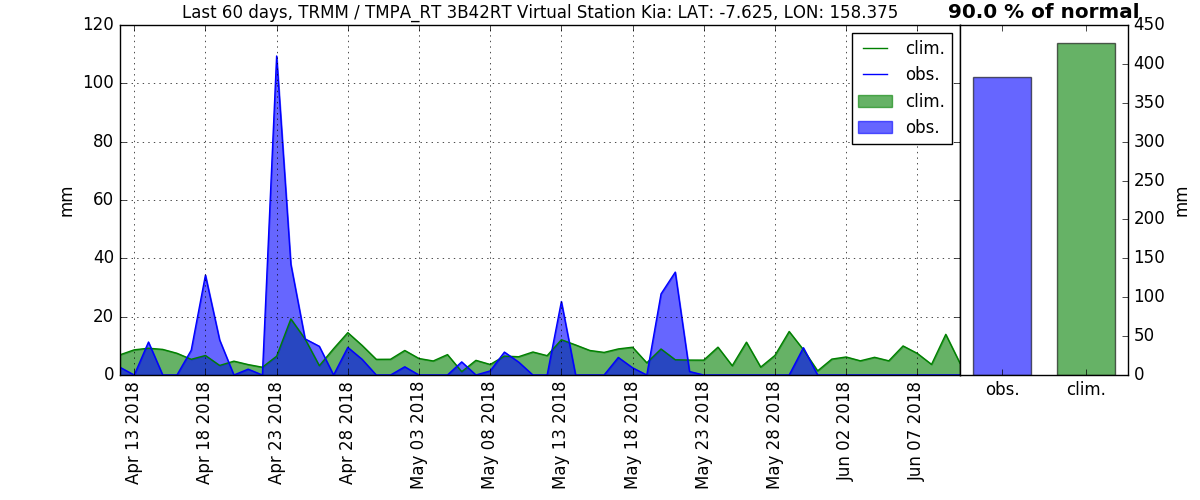 Last 60 days, TRMM / TMPA_RT 3B42RT Virtual Station Kia: LAT: -7.625, LON: 158.375
90.0 % of normal
120
100
80
60
40
20
0
mm
clim.
obs.
clim.
obs.
Apr 13 2018
Apr 18 2018
Apr 23 2018
Apr 28 2018
May 03 2018
May 08 2018
May 13 2018
May 18 2018
May 23 2018
May 28 2018
Jun 02 2018
Jun 07 2018
450
400
350
300
250
200
150
100
50
0
mm
obs.
clim.